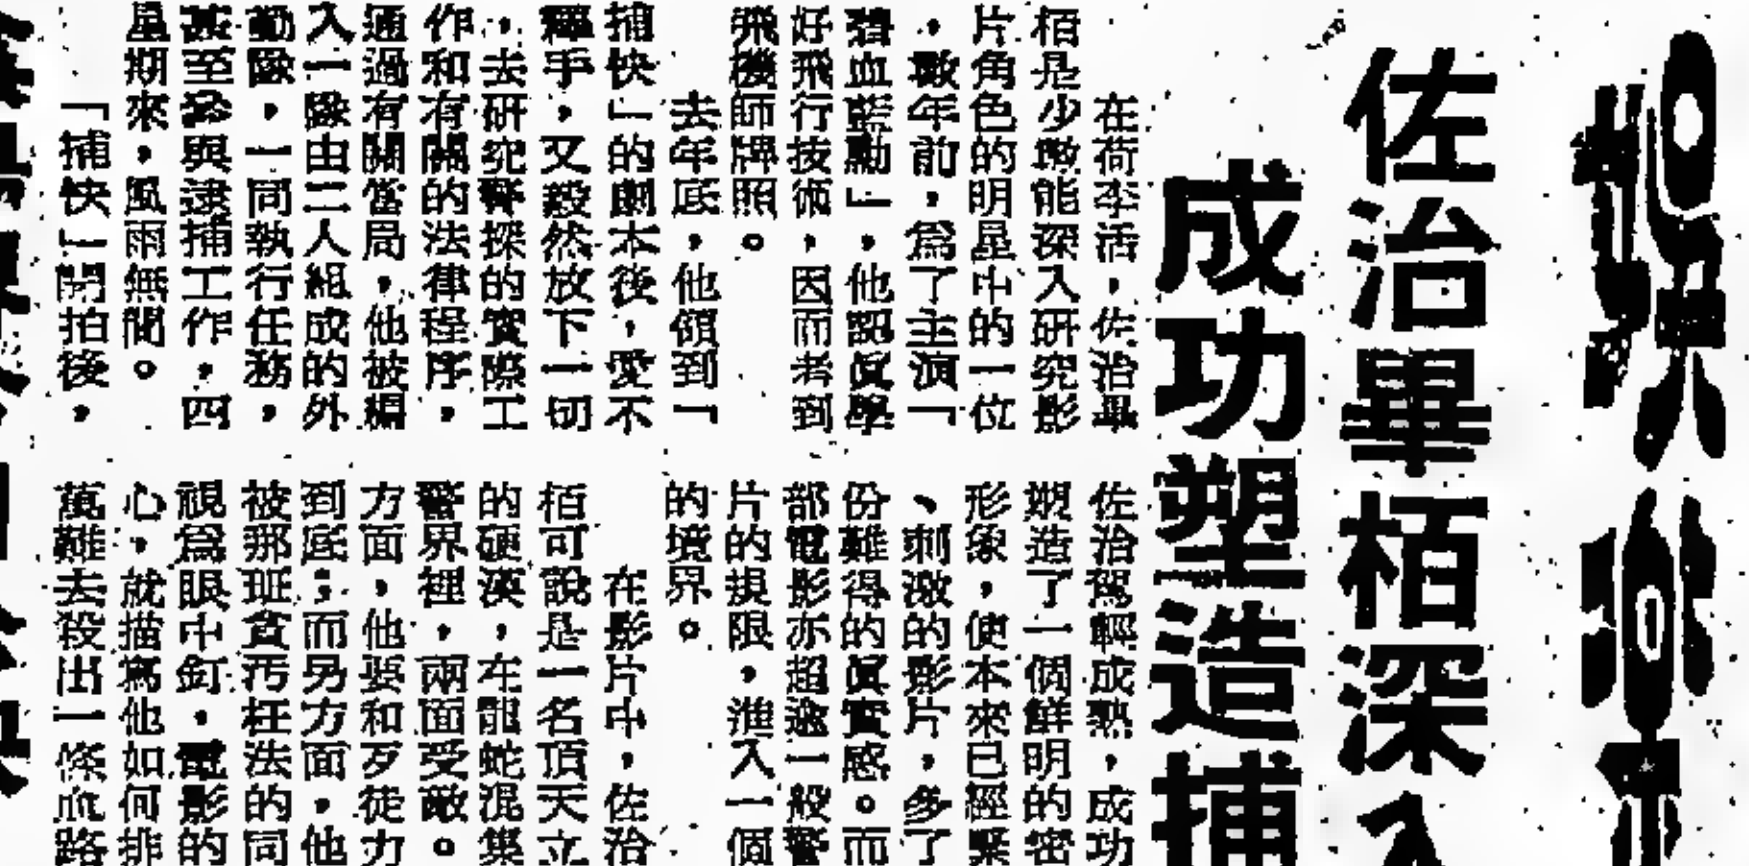 娛樂
佐治畢栢深入
成功塑造捕
在荷李活，佐治畢
栢是少數能深入研究影
片角色的明星中的一位
，數年前，爲了主演「
碧血藍勳」，他認眞學
好飛行技術，因而考到
飛機師牌照。
去年底，他領到「
捕快」的劇本後，愛不
釋手，又毅然放下一切
，去研究警探的實際工
作和有關的法律程序，
通過有關當局，他被編
入一隊由二人組成的外
勤隊，一同執行任務，
甚至參與逮捕工作，四
星期來，風雨無間。
「捕快」開拍後，
佐治駕輕成熟，成功
塑造了一個鮮明的密
形象，使本來已經緊
、刺激的影片，多了
份難得的眞實感。而
部電影亦超逾一般警
片的規限，進入一個
的境界。
在影片中，佐治
栢可說是一名頂天立
的硬漢，在龍蛇混集
警界裡，兩面受敵。
方面，他要和歹徒力
到底；而另方面，他
被那班貪汚枉法的同
視爲眼中釘，電影的
心，就描寫他如何排
萬難去殺出一條血路